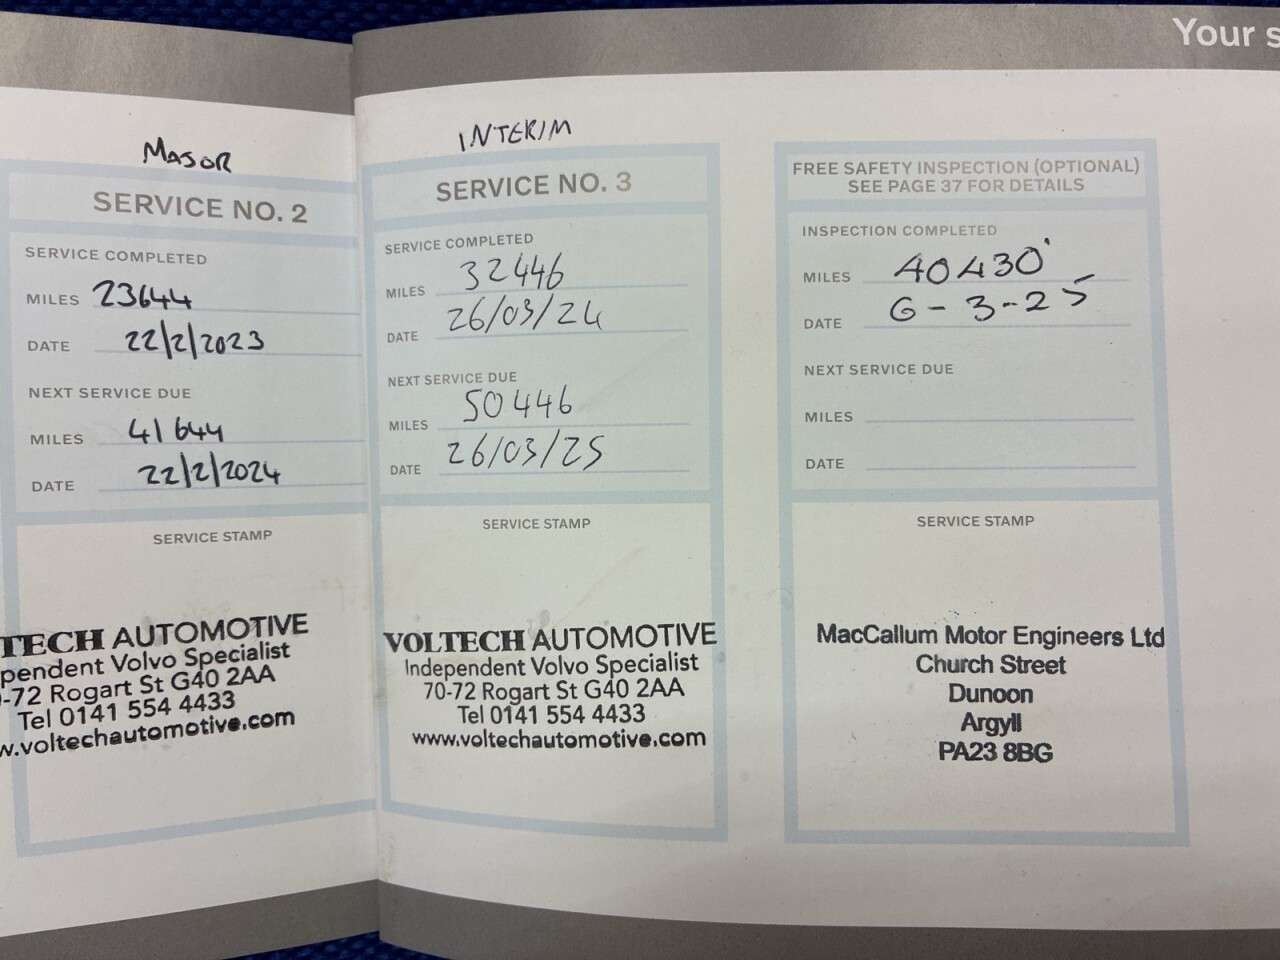 Your s
Major
SERVICE NO. 2
SERVICE COMPLETED
MILES 23644
DATE 22/2/2023
NEXT SERVICE DUE
MILES 41644
DATE 22/2/2024
SERVICE STAMP
TECH AUTOMOTIVE
pendent Volvo Specialist
-72 Rogart St G40 2AA
Tel 0141 554 4433
w.voltechautomotive.com
INTERIM
SERVICE NO. 3
SERVICE COMPLETED
MILES 32446
DATE 26/03/24
NEXT SERVICE DUE
MILES 50446
DATE 26/03/25
SERVICE STAMP
VOLTECH AUTOMOTIVE
Independent Volvo Specialist
70-72 Rogart St G40 2AA
Tel 0141 554 4433
www.voltechautomotive.com
FREE SAFETY INSPECTION (OPTIONAL)
SEE PAGE 37 FOR DETAILS
INSPECTION COMPLETED
MILES 40430
DATE 6-3-25
NEXT SERVICE DUE
MILES
DATE
SERVICE STAMP
MacCallum Motor Engineers Ltd
Church Street
Dunoon
Argyll
PA23 8BG